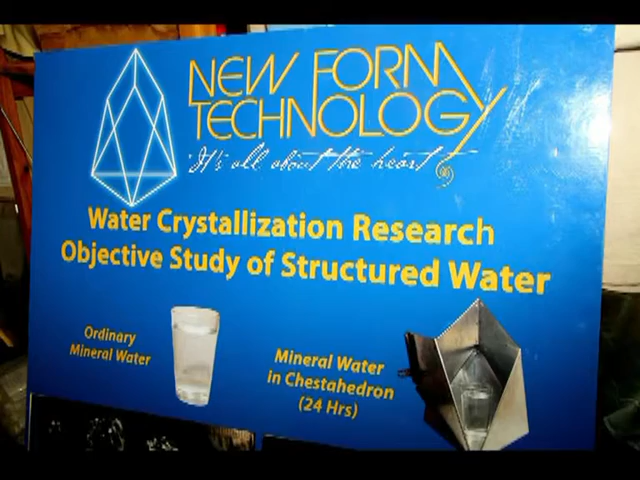 NEW FORM
TECHNOLOGY
"It's all about the heart"
Water Crystallization Research
Objective Study of Structured Water
Ordinary
Mineral Water
Mineral Water
in Chestahedron
(24 Hrs)